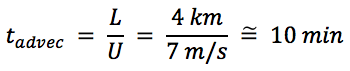 t_advec = L/U = 4 km / 7 m/s ≅ 10 min